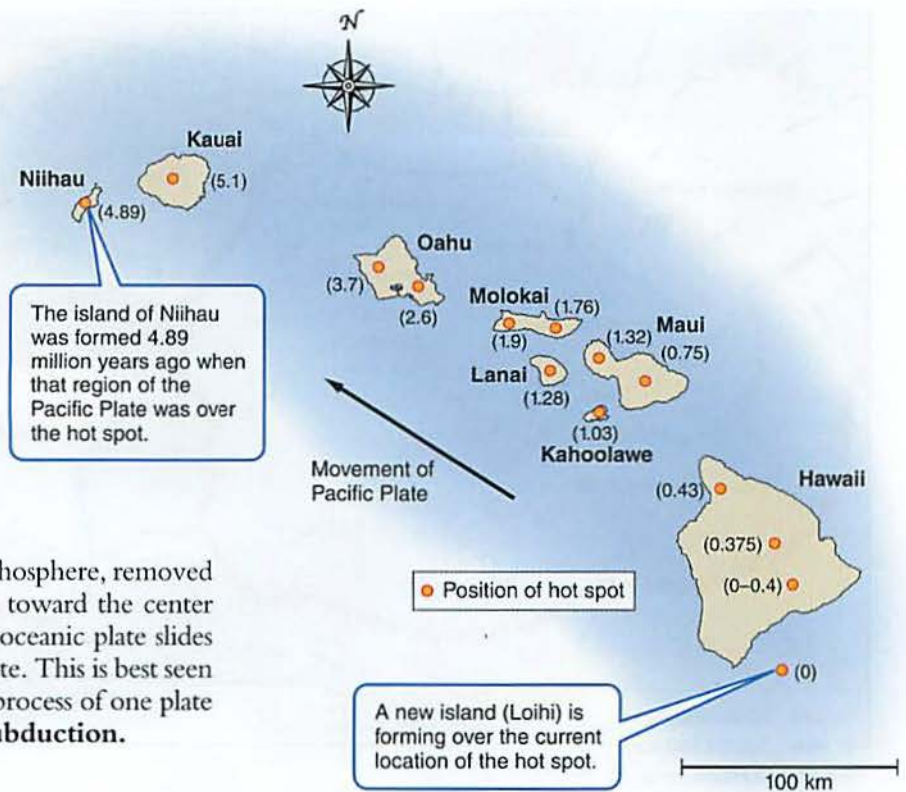 N
Kauai
(5.1)
Niihau
(4.89)
The island of Niihau
was formed 4.89
million years ago when
that region of the
Pacific Plate was over
the hot spot.
Oahu
(3.7)
(2.6)
Molokai
(1.76)
(1.9)
Maui
(1.32)
(0.75)
Lanai
(1.28)
(1.03)
Kahoolawe
Movement of
Pacific Plate
Hawaii
(0.43)
(0.375)
(0–0.4)
(0)
Position of hot spot
A new island (Loihi) is
forming over the current
location of the hot spot.
100 km
hosphere, removed
toward the center
oceanic plate slides
te. This is best seen
process of one plate
ubduction.